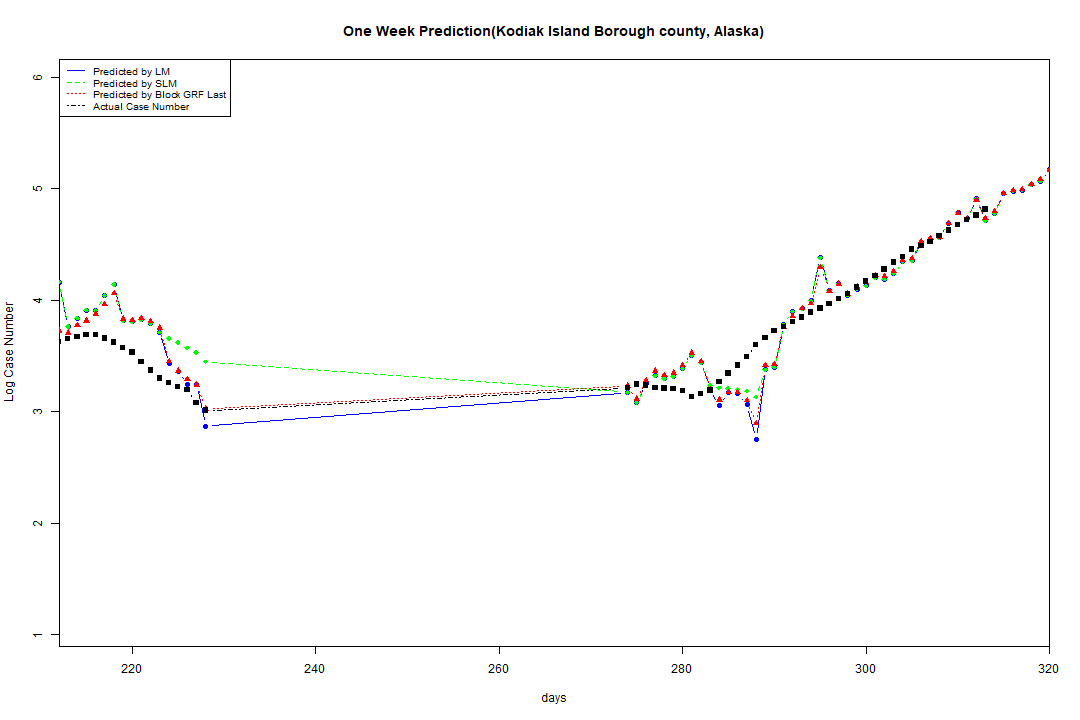 One Week Prediction(Kodiak Island Borough county, Alaska)
Predicted by LM
Predicted by SLM
Predicted by Block GRF Last
Actual Case Number
Log Case Number
6
5
4
3
2
1
220 240 260 280 300 320
days